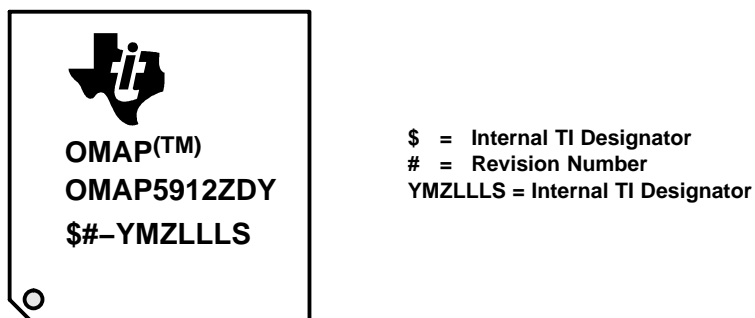 OMAP(TM)
OMAP5912ZDY
$#–YMZLLLS
$ = Internal TI Designator
# = Revision Number
YMZLLLS = Internal TI Designator